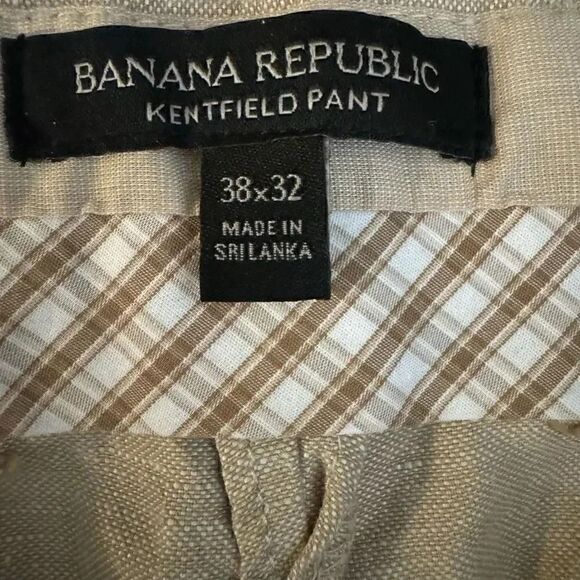 BANANA REPUBLIC
KENTFIELD PANT
38x32
MADE IN
SRI LANKA